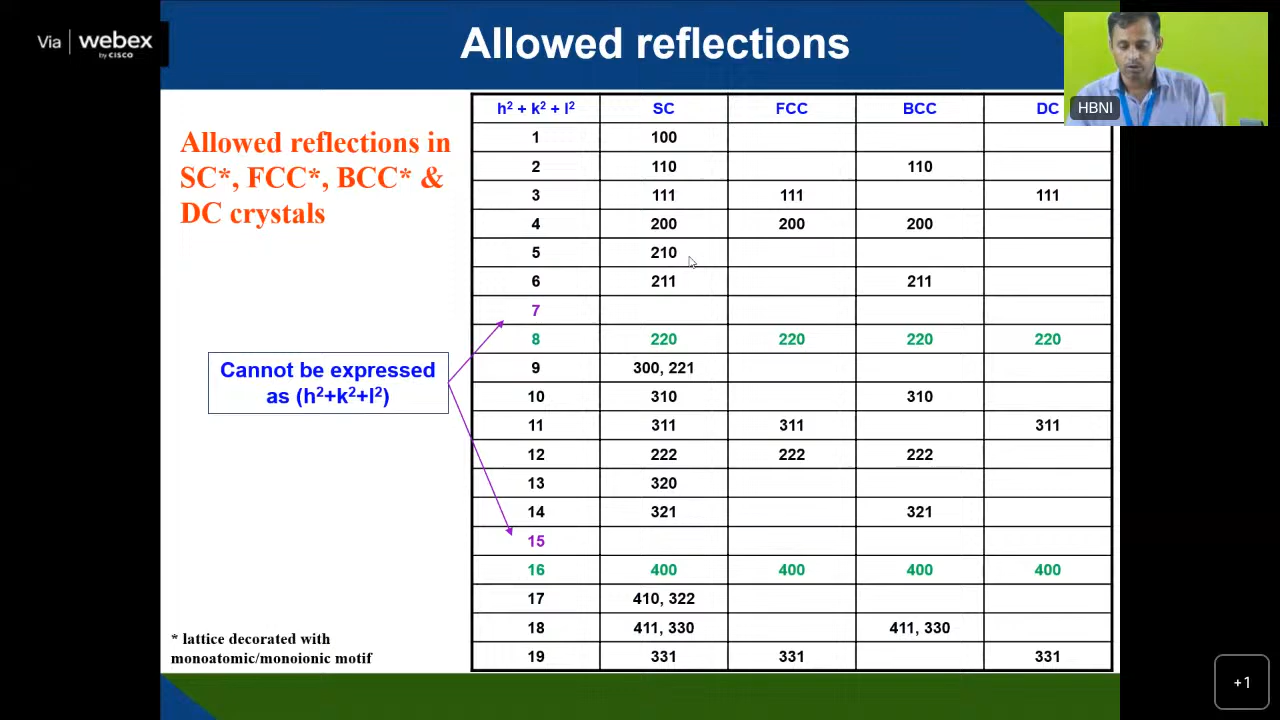 Via | webex
by CISCO
Allowed reflections
HBNI
Allowed reflections in
SC*, FCC*, BCC* &
DC crystals
Cannot be expressed
as (h²+k²+l²)
* lattice decorated with
monoatomic/monoionic motif
h² + k² + l² SC FCC BCC DC
1 100
2 110 110
3 111 111 111
4 200 200 200
5 210
6 211 211
7
8 220 220 220 220
9 300, 221
10 310 310
11 311 311 311
12 222 222 222
13 320
14 321 321
15
16 400 400 400 400
17 410, 322
18 411, 330 411, 330
19 331 331 331
+1